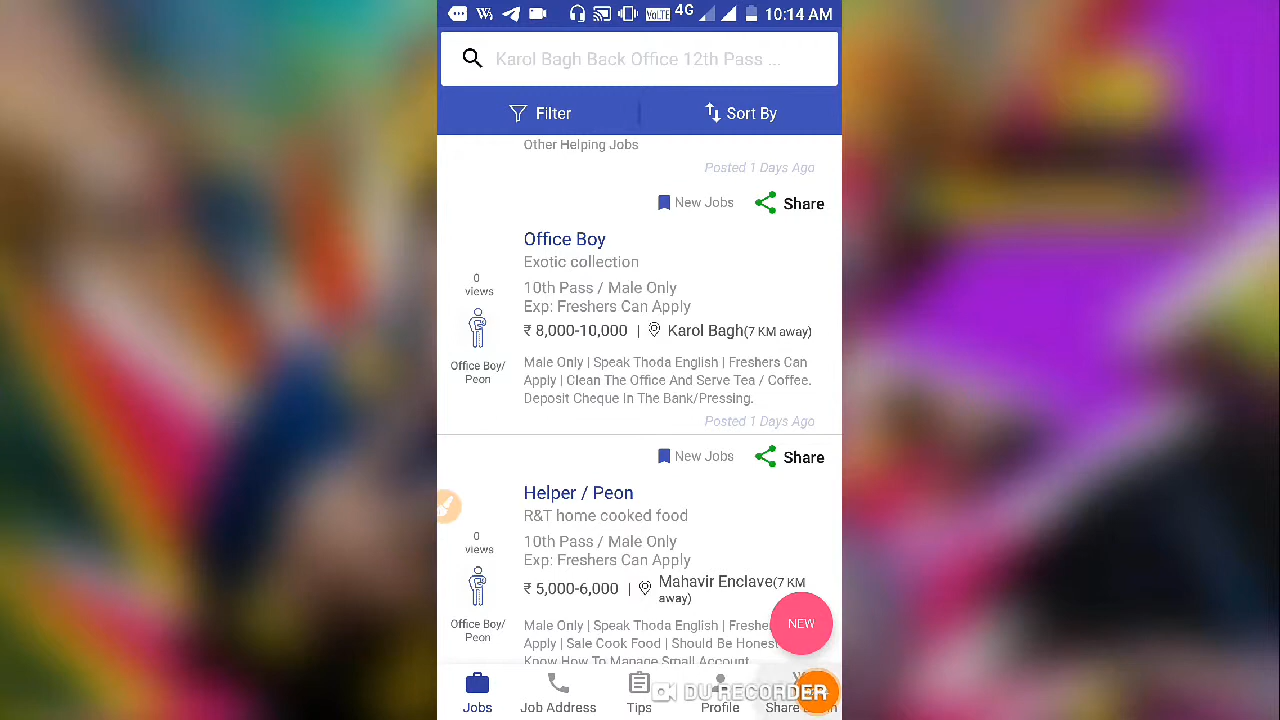 4G 10:14 AM
VoLTE
Karol Bagh Back Office 12th Pass ...
Filter
Sort By
Other Helping Jobs
Posted 1 Days Ago
New Jobs
Share
Office Boy
Exotic collection
0
views
10th Pass / Male Only
Exp: Freshers Can Apply
₹ 8,000-10,000 | Karol Bagh(7 KM away)
Office Boy/
Peon
Male Only | Speak Thoda English | Freshers Can
Apply | Clean The Office And Serve Tea / Coffee.
Deposit Cheque In The Bank/Pressing.
Posted 1 Days Ago
New Jobs
Share
Helper / Peon
R&T home cooked food
0
views
10th Pass / Male Only
Exp: Freshers Can Apply
₹ 5,000-6,000 | Mahavir Enclave(7 KM
away)
Office Boy/
Peon
Male Only | Speak Thoda English |
Apply | Sale Cook Food | Should Be
Know How To Manage Small Account
NEW
DU RECORDER
Jobs
Job Address
Tips
Profile
Share